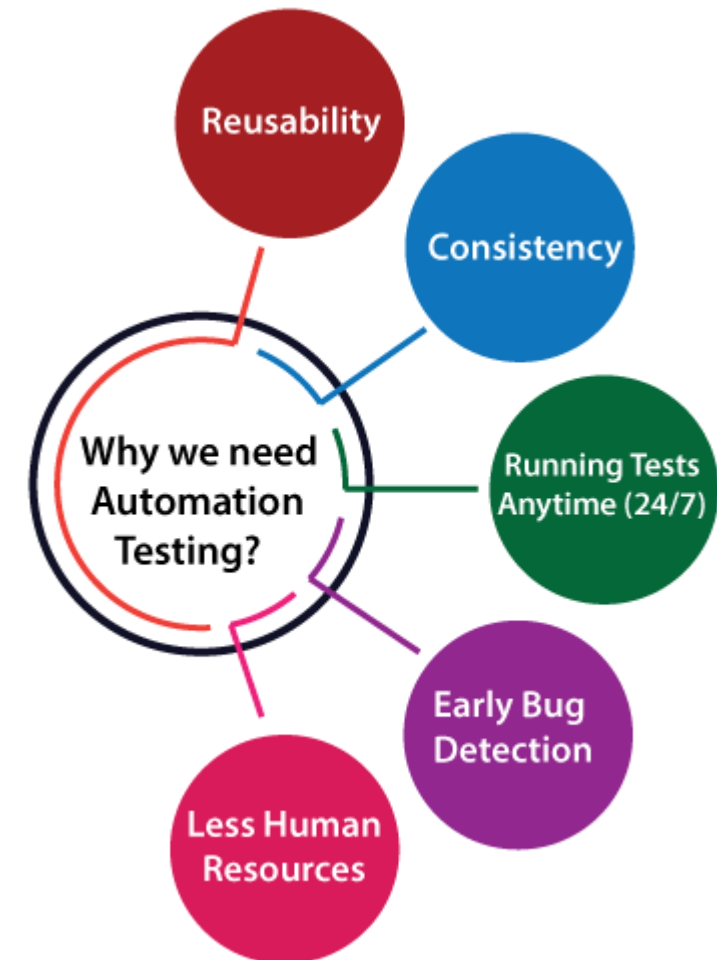 Reusability
Consistency
Why we need
Automation
Testing?
Running Tests
Anytime (24/7)
Early Bug
Detection
Less Human
Resources